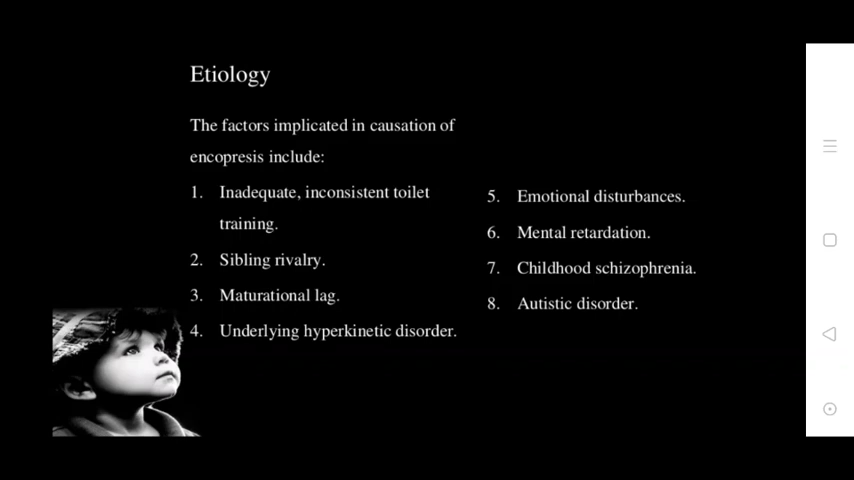 Etiology
The factors implicated in causation of
encopresis include:
1. Inadequate, inconsistent toilet
training.
2. Sibling rivalry.
3. Maturational lag.
4. Underlying hyperkinetic disorder.
5. Emotional disturbances.
6. Mental retardation.
7. Childhood schizophrenia.
8. Autistic disorder.